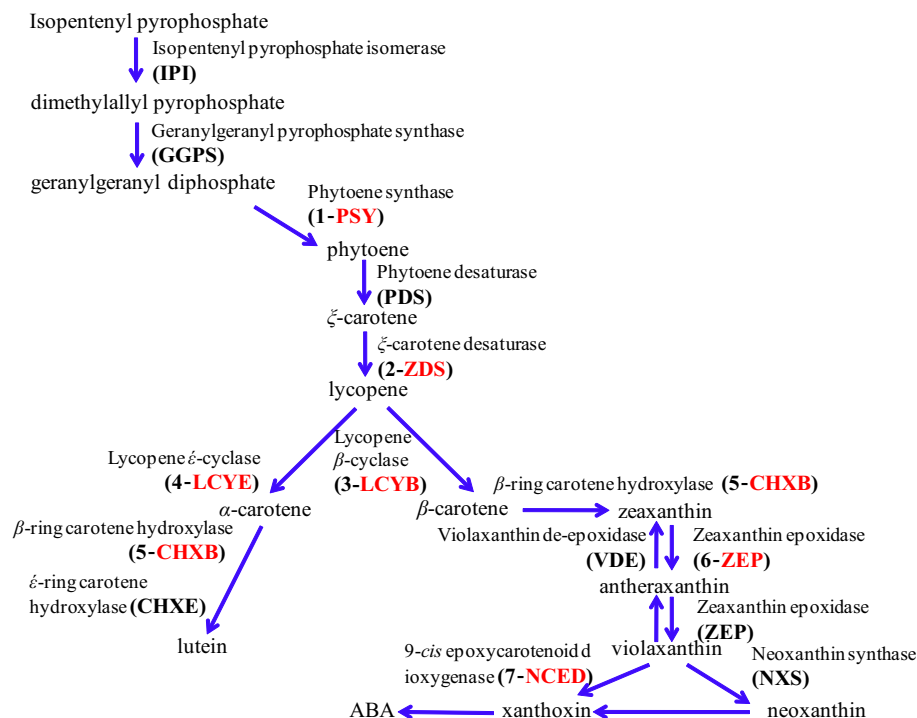 Isopentenyl pyrophosphate
Isopentenyl pyrophosphate isomerase
(IPI)
dimethylallyl pyrophosphate
Geranylgeranyl pyrophosphate synthase
(GGPS)
geranylgeranyl diphosphate
Phytoene synthase
(1-PSY)
phytoene
Phytoene desaturase
(PDS)
ξ-carotene
ξ-carotene desaturase
(2-ZDS)
lycopene
Lycopene έ-cyclase
(4-LCYE)
Lycopene
β-cyclase
(3-LCYB)
α-carotene
β-carotene
β-ring carotene hydroxylase (5-CHXB)
zeaxanthin
β-ring carotene hydroxylase
(5-CHXB)
έ-ring carotene
hydroxylase (CHXE)
lutein
Violaxanthin de-epoxidase
(VDE)
Zeaxanthin epoxidase
(6-ZEP)
antheraxanthin
Zeaxanthin epoxidase
(ZEP)
violaxanthin
9-cis epoxycarotenoid d
ioxygenase (7-NCED)
Neoxanthin synthase
(NXS)
ABA
xanthoxin
neoxanthin